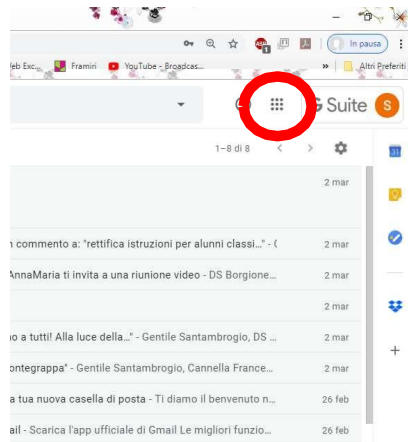 In pausa
eb Exc... Framiri YouTube - Broadcas... » Altri Preferiti
G Suite S
1–8 di 8 < >
31
2 mar
n commento a: "rettifica istruzioni per alunni classi..." - ( 2 mar
AnnaMaria ti invita a una riunione video - DS Borgione... 2 mar
2 mar
no a tutti! Alla luce della..." - Gentile Santambrogio, DS ... 2 mar
ontegrappa" - Gentile Santambrogio, Cannella France... 2 mar
a tua nuova casella di posta - Ti diamo il benvenuto n... 26 feb
ail - Scarica l'app ufficiale di Gmail Le migliori funzio... 26 feb